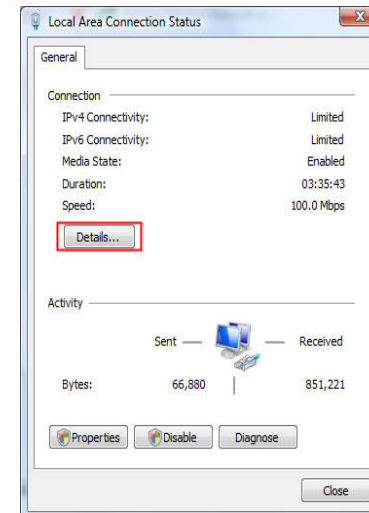 Local Area Connection Status
General
Connection
IPv4 Connectivity: Limited
IPv6 Connectivity: Limited
Media State: Enabled
Duration: 03:35:43
Speed: 100.0 Mbps
Details...
Activity
Sent Received
Bytes: 66,880 851,221
Properties Disable Diagnose
Close